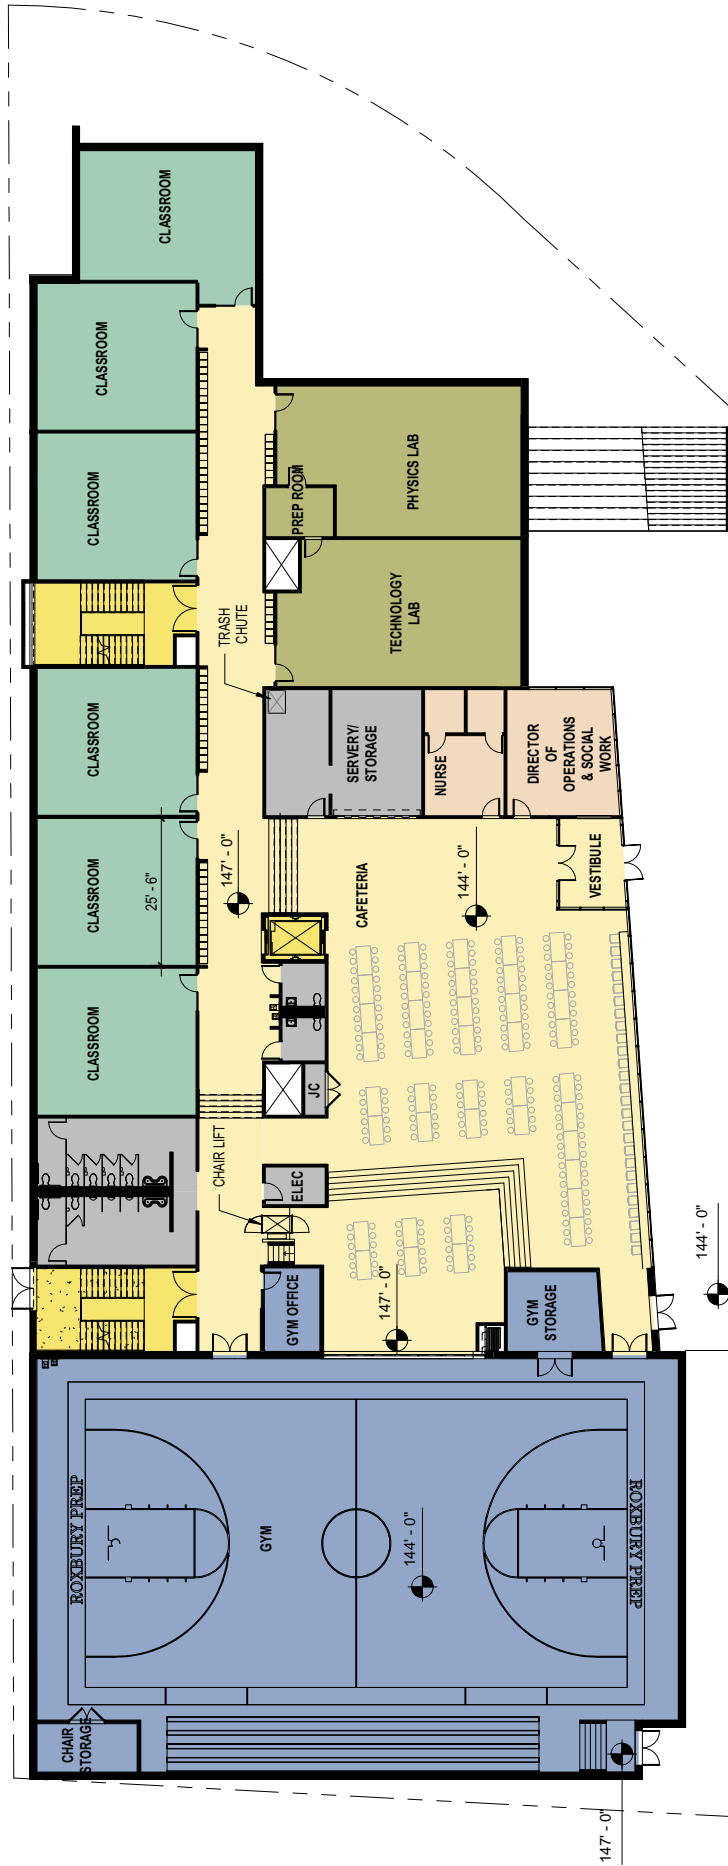 CLASSROOM
CLASSROOM
CLASSROOM
PHYSICS LAB
PREP ROOM
TECHNOLOGY
LAB
TRASH
CHUTE
CLASSROOM
SERVERY/
STORAGE
NURSE
DIRECTOR
OF
OPERATIONS
& SOCIAL
WORK
CLASSROOM
25' - 6"
147' - 0"
CAFETERIA
144' - 0"
VESTIBULE
CLASSROOM
JC
CHAIR LIFT
ELEC
144' - 0"
GYM OFFICE
147' - 0"
GYM
STORAGE
ROXBURY PREP
GYM
144' - 0"
ROXBURY PREP
CHAIR
STORAGE
147' - 0"